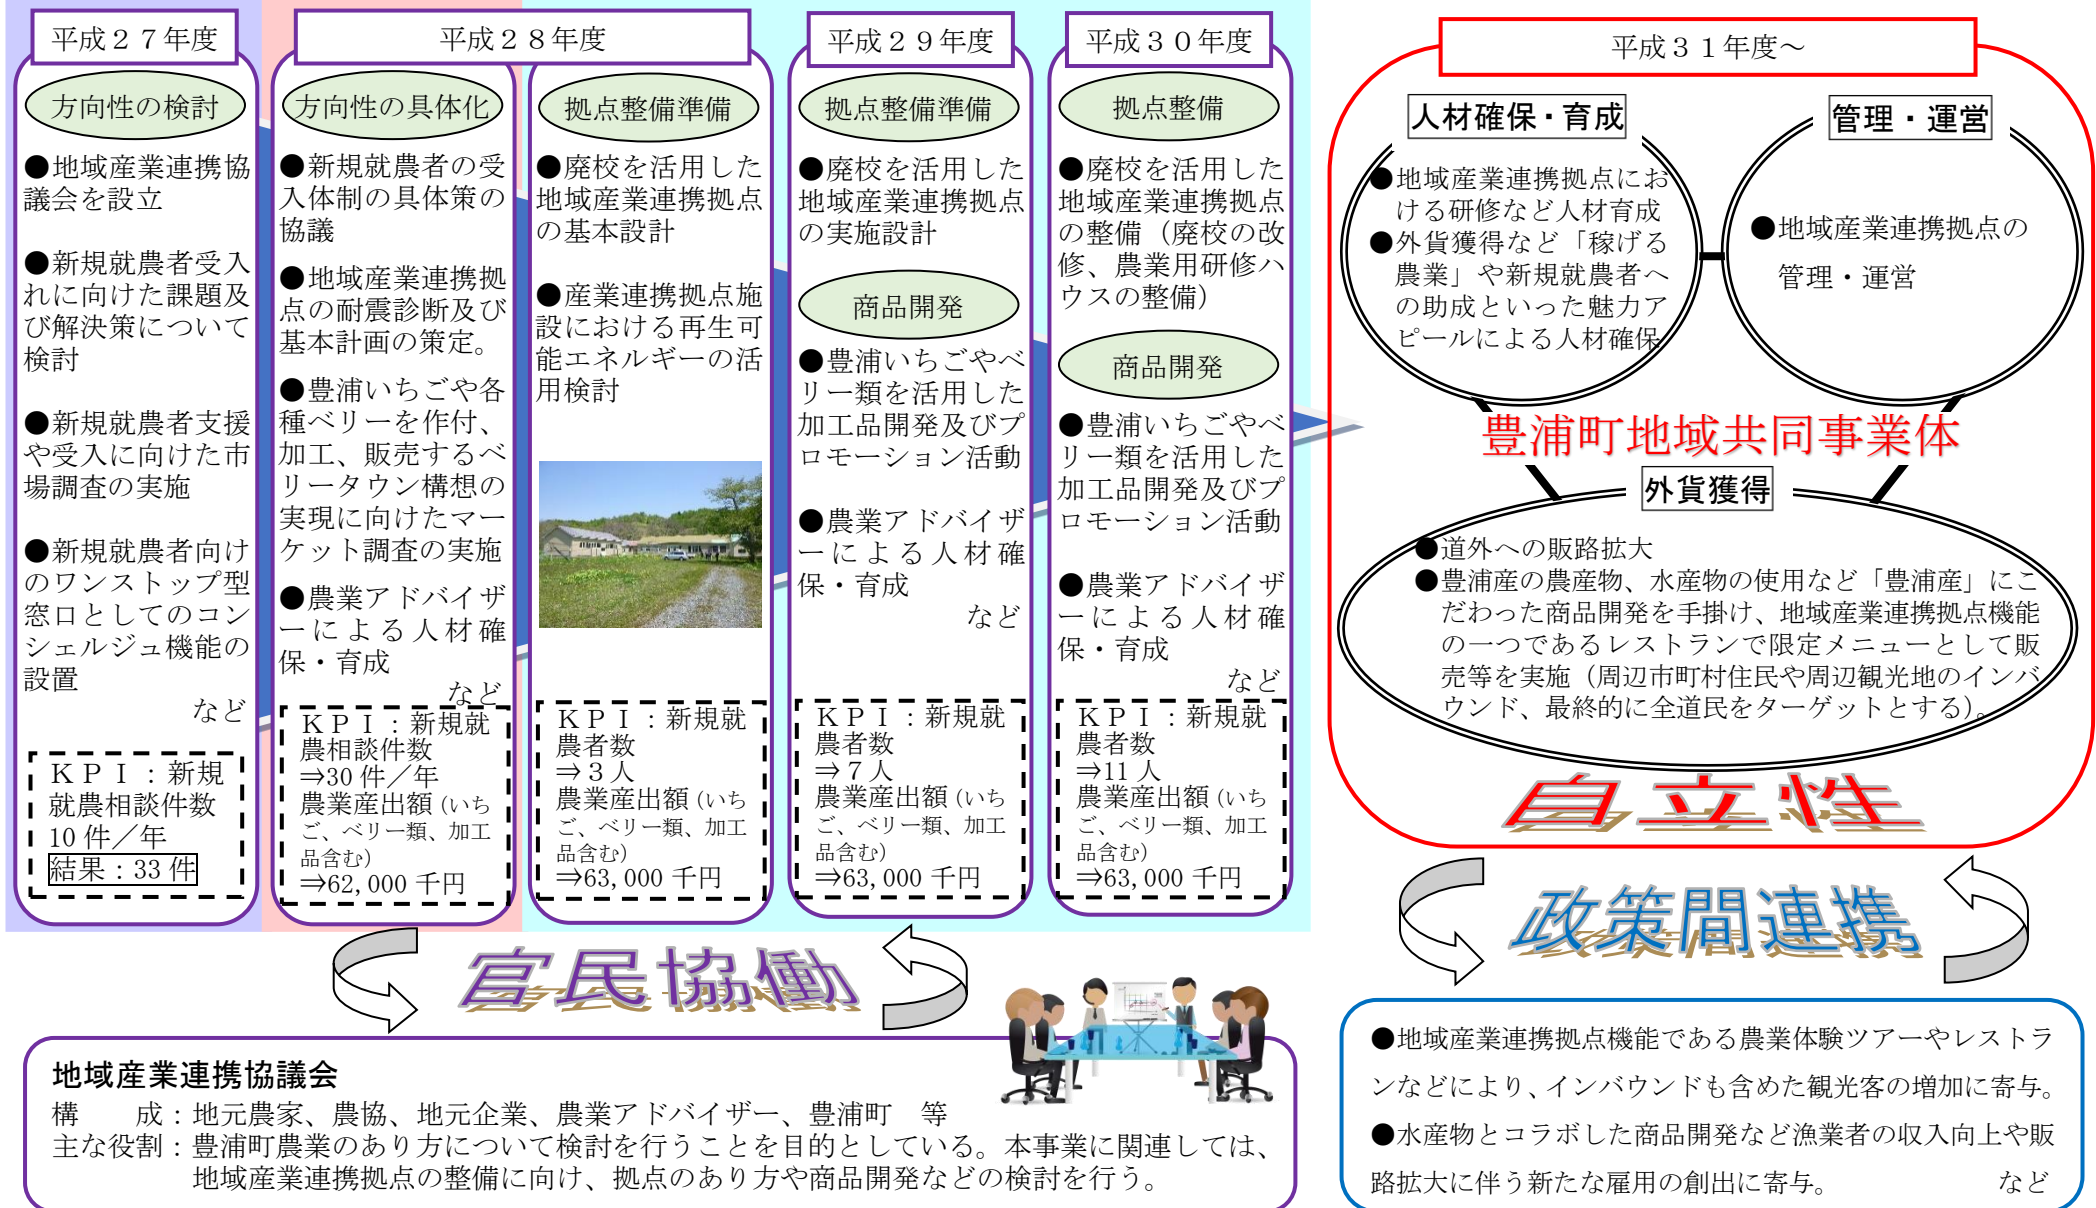 平成２７年度
方向性の検討
●地域産業連携協
議会を設立
●新規就農者受入
れに向けた課題及
び解決策について
検討
●新規就農者支援
や受入に向けた市
場調査の実施
●新規就農者向け
のワンストップ型
窓口としてのコン
シェルジュ機能の
設置
など
ＫＰＩ：新規
就農相談件数
10 件／年
結果：33 件
平成２８年度
方向性の具体化
●新規就農者の受
入体制の具体策の
協議
●地域産業連携拠
点の耐震診断及び
基本計画の策定。
●豊浦いちごや各
種ベリーを作付、
加工、販売するベ
リータウン構想の
実現に向けたマー
ケット調査の実施
●農業アドバイザ
ーによる人材確
保・育成
など
ＫＰＩ：新規就
農相談件数
⇒30 件／年
農業産出額（いち
ご、ベリー類、加工
品含む）
⇒62,000 千円
拠点整備準備
●廃校を活用した
地域産業連携拠点
の基本設計
●産業連携拠点施
設における再生可
能エネルギーの活
用検討
ＫＰＩ：新規就
農者数
⇒３人
農業産出額（いち
ご、ベリー類、加工
品含む）
⇒63,000 千円
平成２９年度
拠点整備準備
●廃校を活用した
地域産業連携拠点
の実施設計
商品開発
●豊浦いちごやベ
リー類を活用した
加工品開発及びプ
ロモーション活動
●農業アドバイザ
ーによる人材確
保・育成
など
ＫＰＩ：新規就
農者数
⇒７人
農業産出額（いち
ご、ベリー類、加工
品含む）
⇒63,000 千円
平成３０年度
拠点整備
●廃校を活用した
地域産業連携拠点
の整備（廃校の改
修、農業用研修ハ
ウスの整備）
商品開発
●豊浦いちごやベ
リー類を活用した
加工品開発及びプ
ロモーション活動
●農業アドバイザ
ーによる人材確
保・育成
など
ＫＰＩ：新規就
農者数
⇒11 人
農業産出額（いち
ご、ベリー類、加工
品含む）
⇒63,000 千円
平成３１年度～
人材確保・育成
●地域産業連携拠点にお
ける研修など人材育成
●外貨獲得など「稼げる
農業」や新規就農者へ
の助成といった魅力ア
ピールによる人材確保
管理・運営
●地域産業連携拠点の
管理・運営
豊浦町地域共同事業体
外貨獲得
●道外への販路拡大
●豊浦産の農産物、水産物の使用など「豊浦産」にこ
だわった商品開発を手掛け、地域産業連携拠点機能
の一つであるレストランで限定メニューとして販
売等を実施（周辺市町村住民や周辺観光地のインバ
ウンド、最終的に全道民をターゲットとする）。
自立性
政策間連携
●地域産業連携拠点機能である農業体験ツアーやレストラ
ンなどにより、インバウンドも含めた観光客の増加に寄与。
●水産物とコラボした商品開発など漁業者の収入向上や販
路拡大に伴う新たな雇用の創出に寄与。　など
官民協働
地域産業連携協議会
構　　成：地元農家、農協、地元企業、農業アドバイザー、豊浦町　等
主な役割：豊浦町農業のあり方について検討を行うことを目的としている。本事業に関連しては、
地域産業連携拠点の整備に向け、拠点のあり方や商品開発などの検討を行う。